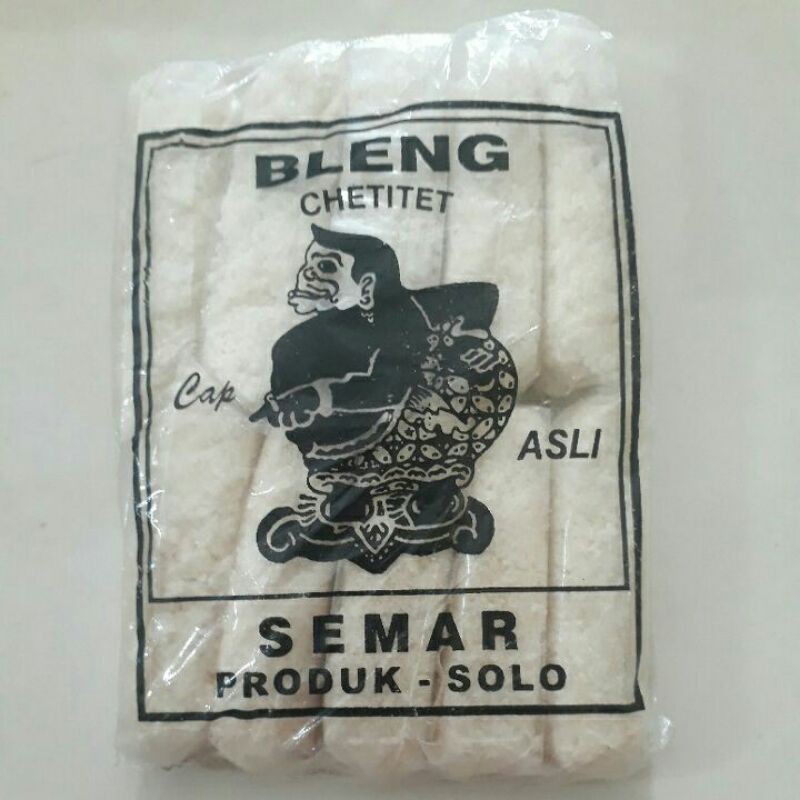 BLENG
CHETITET
Cap
ASLI
SEMAR
PRODUK - SOLO